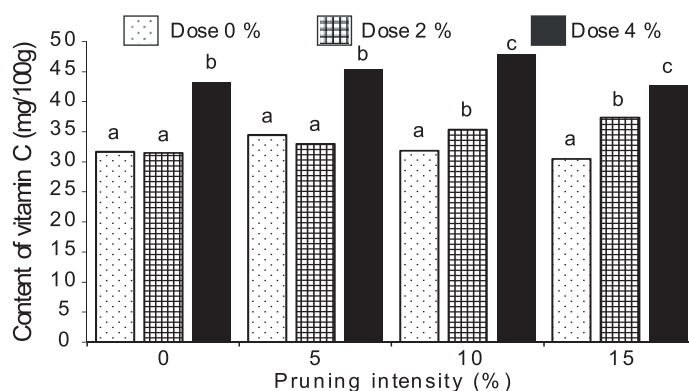 Dose 0 %
Dose 2 %
Dose 4 %
Content of vitamin C (mg/100g)
50
45
40
35
30
25
20
15
10
5
0
a
a
b
a
a
b
a
b
c
a
b
c
0
5
10
15
Pruning intensity (%)